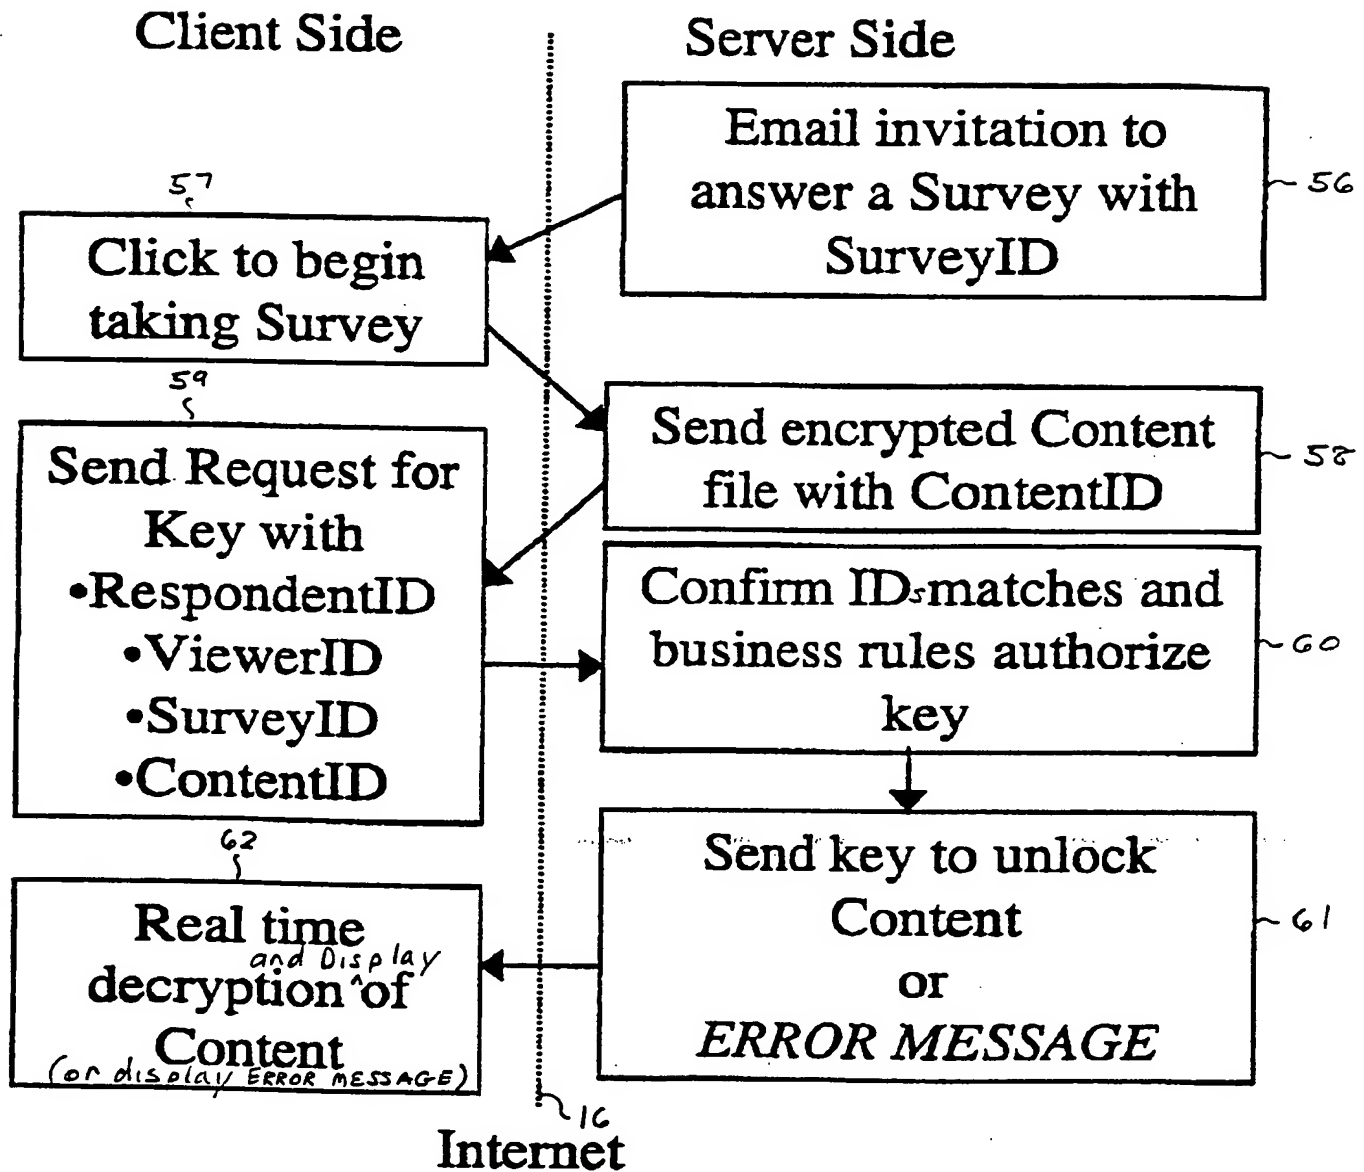 Client Side
Server Side
Email invitation to
answer a Survey with
SurveyID
56
57
Click to begin
taking Survey
Send encrypted Content
file with ContentID
58
59
Send Request for
Key with
•RespondentID
•ViewerID
•SurveyID
•ContentID
Confirm IDs matches and
business rules authorize
key
60
Send key to unlock
Content
or
ERROR MESSAGE
61
62
Real time
and Display
decryption ^ of
Content
(or display ERROR MESSAGE)
16
Internet